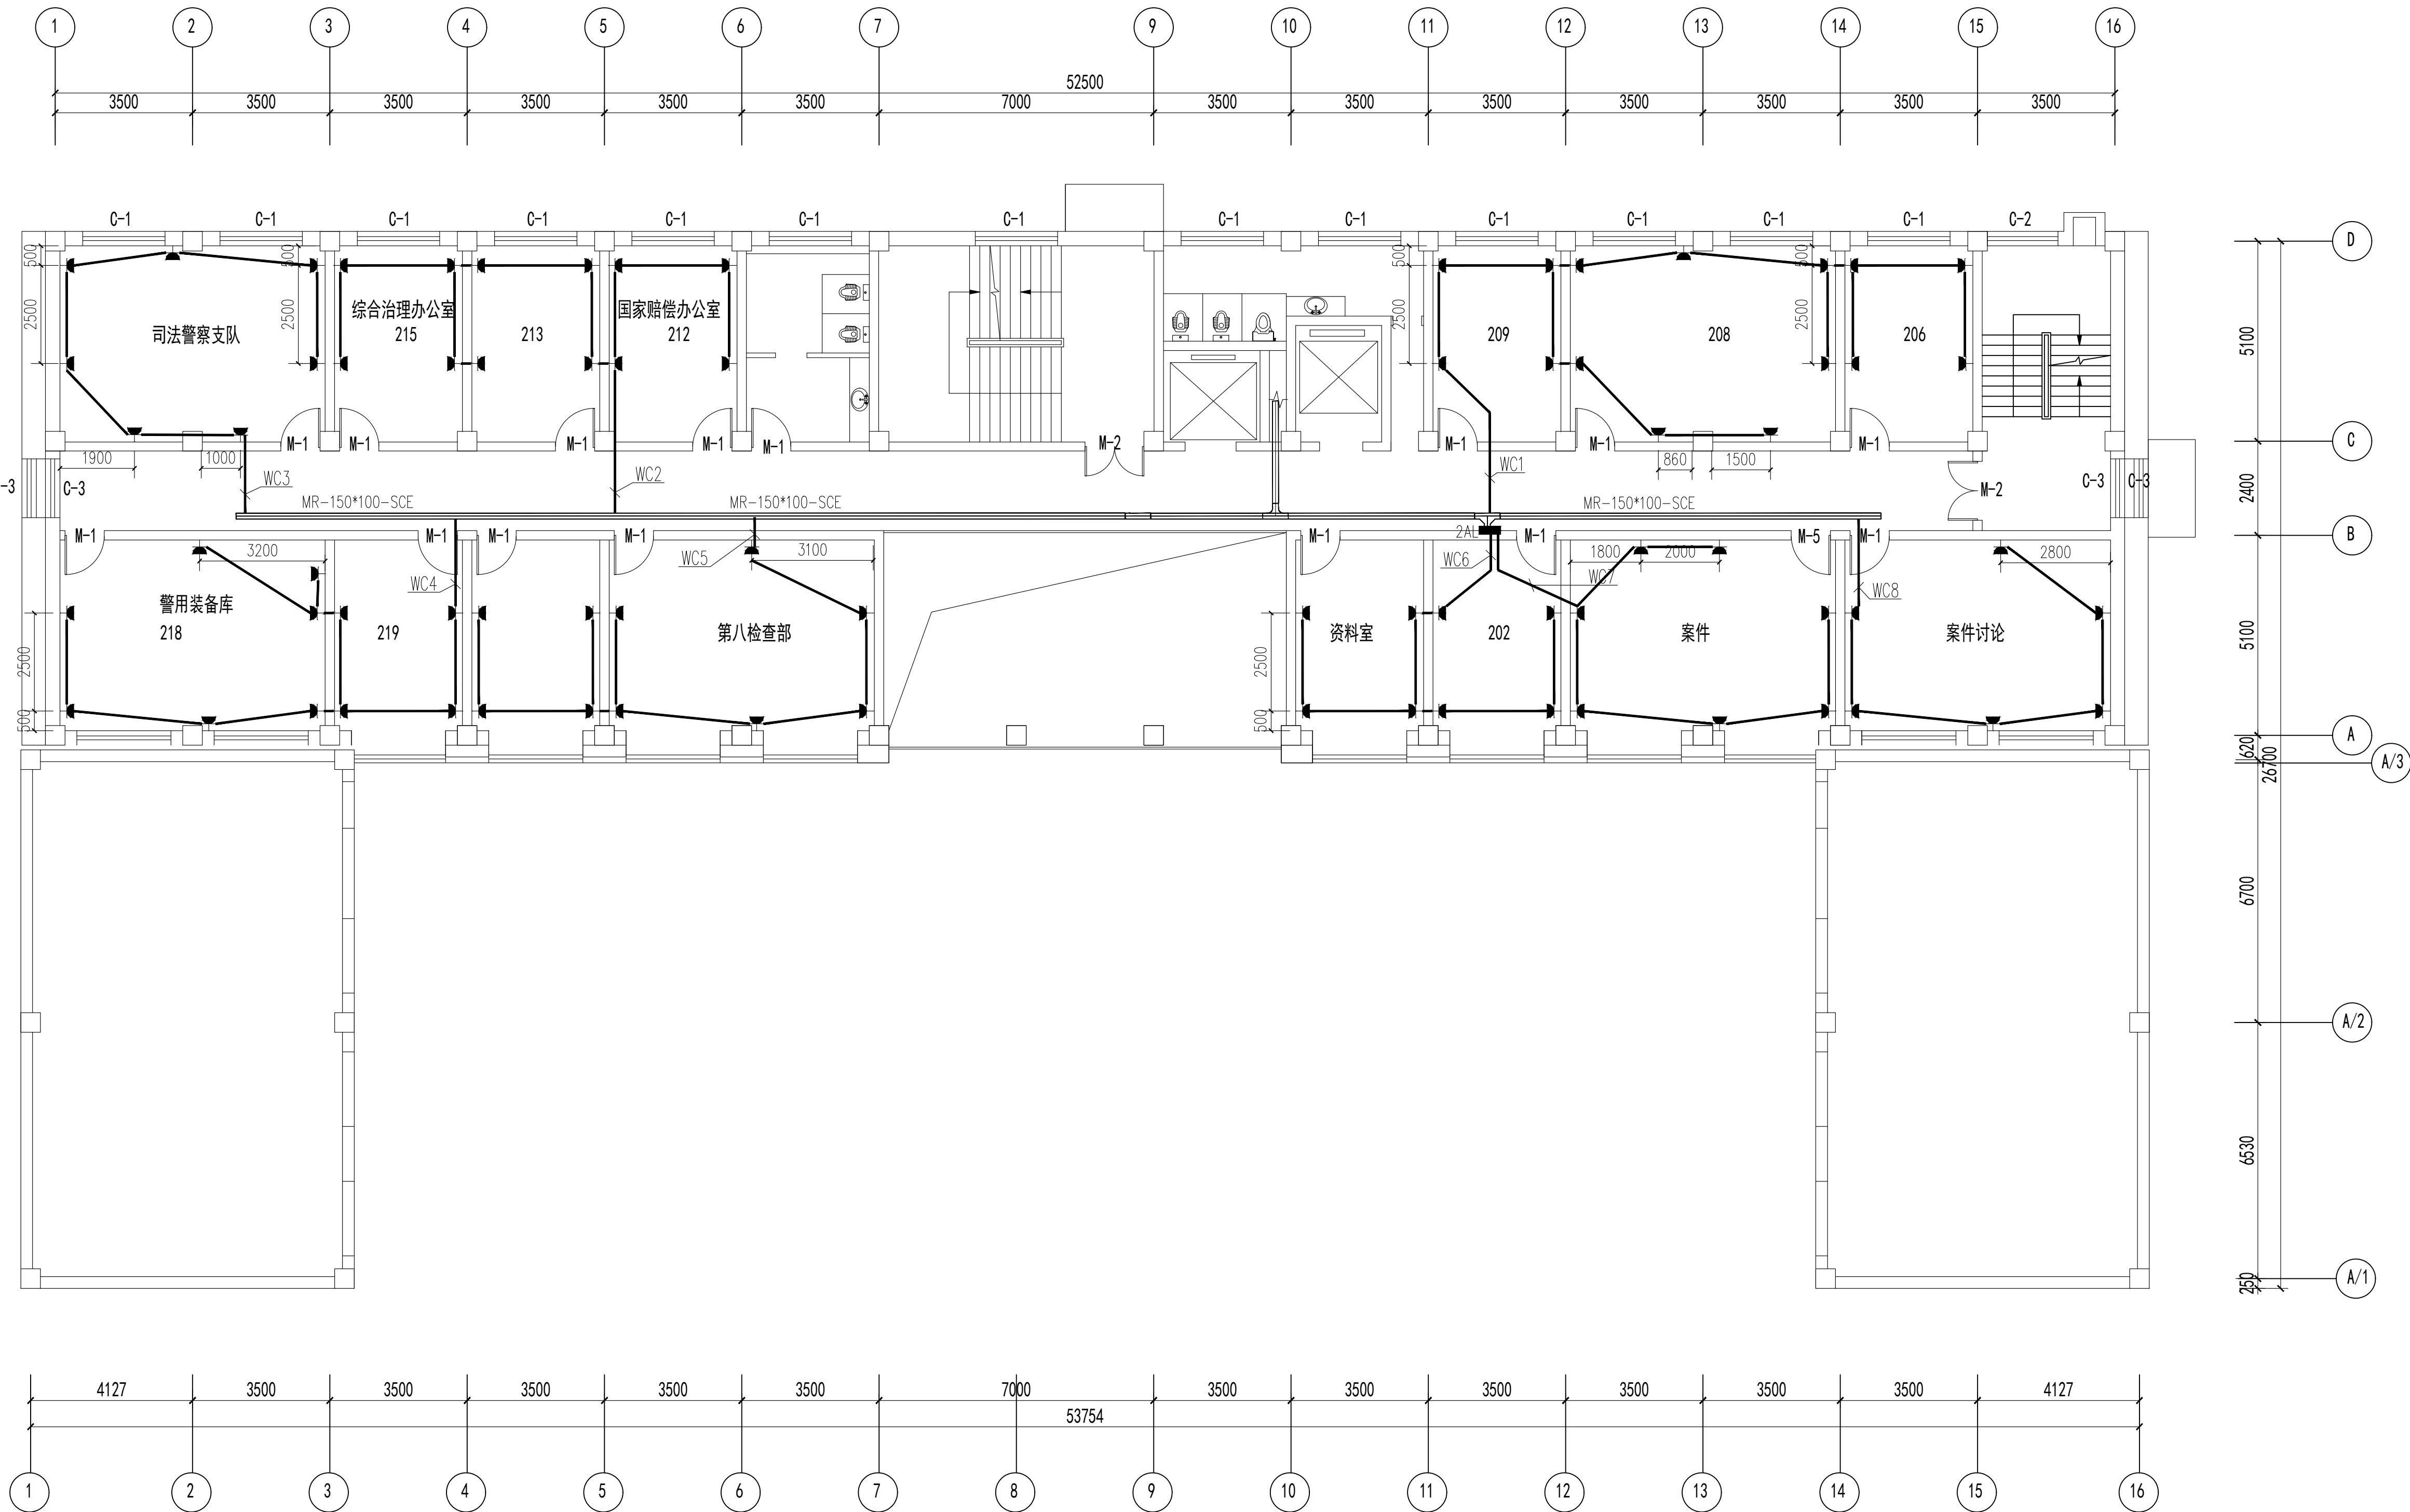 1 2 3 4 5 6 7 9 10 11 12 13 14 15 16
52500
3500 3500 3500 3500 3500 3500 7000 3500 3500 3500 3500 3500 3500 3500
C-1 C-1 C-1 C-1 C-1 C-1 C-1 C-1 C-1 C-1 C-1 C-1 C-1 C-2
D
500 500 500 500
综合治理办公室 国家赔偿办公室
2500 2500 2500 2500
司法警察支队 215 213 212 209 208 206
5100
M-1 M-1 M-1 M-1 M-1 M-2 M-1 M-1 M-1
C
1900 1000 860 1500
WC3 WC2 WC1
-3 C-3 M-2 C-3 C-3
2400
MR-150*100-SCE MR-150*100-SCE MR-150*100-SCE
M-1 M-1 M-1 M-1 M-1 2AL M-1 M-5 M-1
B
3200 WC5 3100 WC6 1800 2000 2800
WC4 WC7 WC8
警用装备库
218 219 第八检查部 资料室 202 案件 案件讨论
5100
2500 2500
500 500
A
620
26700
A/3
6700
A/2
6530
250
A/1
4127 3500 3500 3500 3500 3500 7000 3500 3500 3500 3500 3500 3500 4127
53754
1 2 3 4 5 6 7 8 9 10 11 12 13 14 15 16